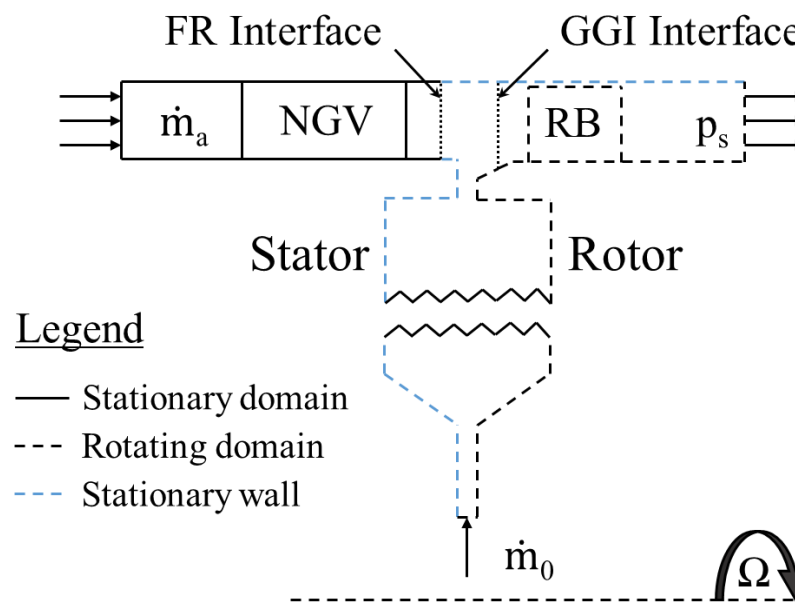 FR Interface
GGI Interface
ṁₐ
NGV
RB
pₛ
Stator
Rotor
Legend
Stationary domain
Rotating domain
Stationary wall
ṁ₀
Ω